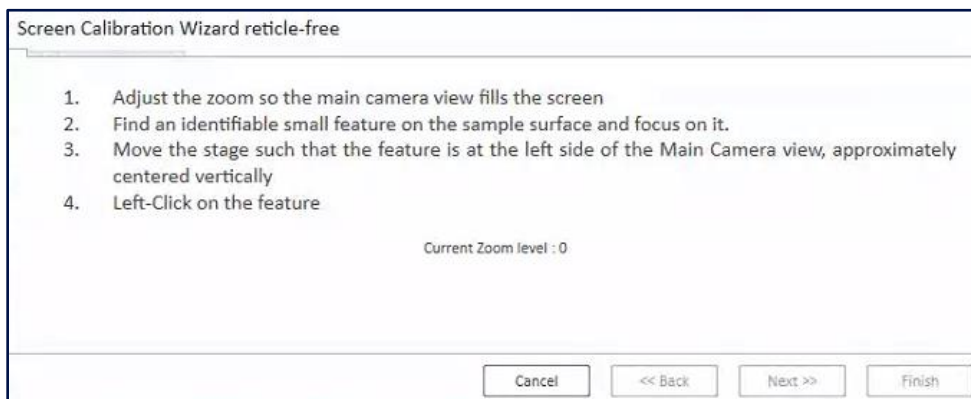 Screen Calibration Wizard reticle-free
1. Adjust the zoom so the main camera view fills the screen
2. Find an identifiable small feature on the sample surface and focus on it.
3. Move the stage such that the feature is at the left side of the Main Camera view, approximately
centered vertically
4. Left-Click on the feature
Current Zoom level : 0
Cancel
<< Back
Next >>
Finish